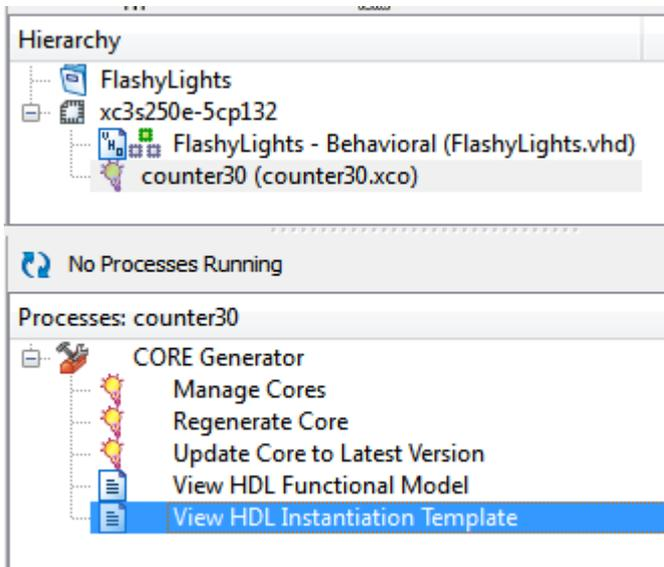 Hierarchy
FlashyLights
xc3s250e-5cp132
FlashyLights - Behavioral (FlashyLights.vhd)
counter30 (counter30.xco)
No Processes Running
Processes: counter30
CORE Generator
Manage Cores
Regenerate Core
Update Core to Latest Version
View HDL Functional Model
View HDL Instantiation Template